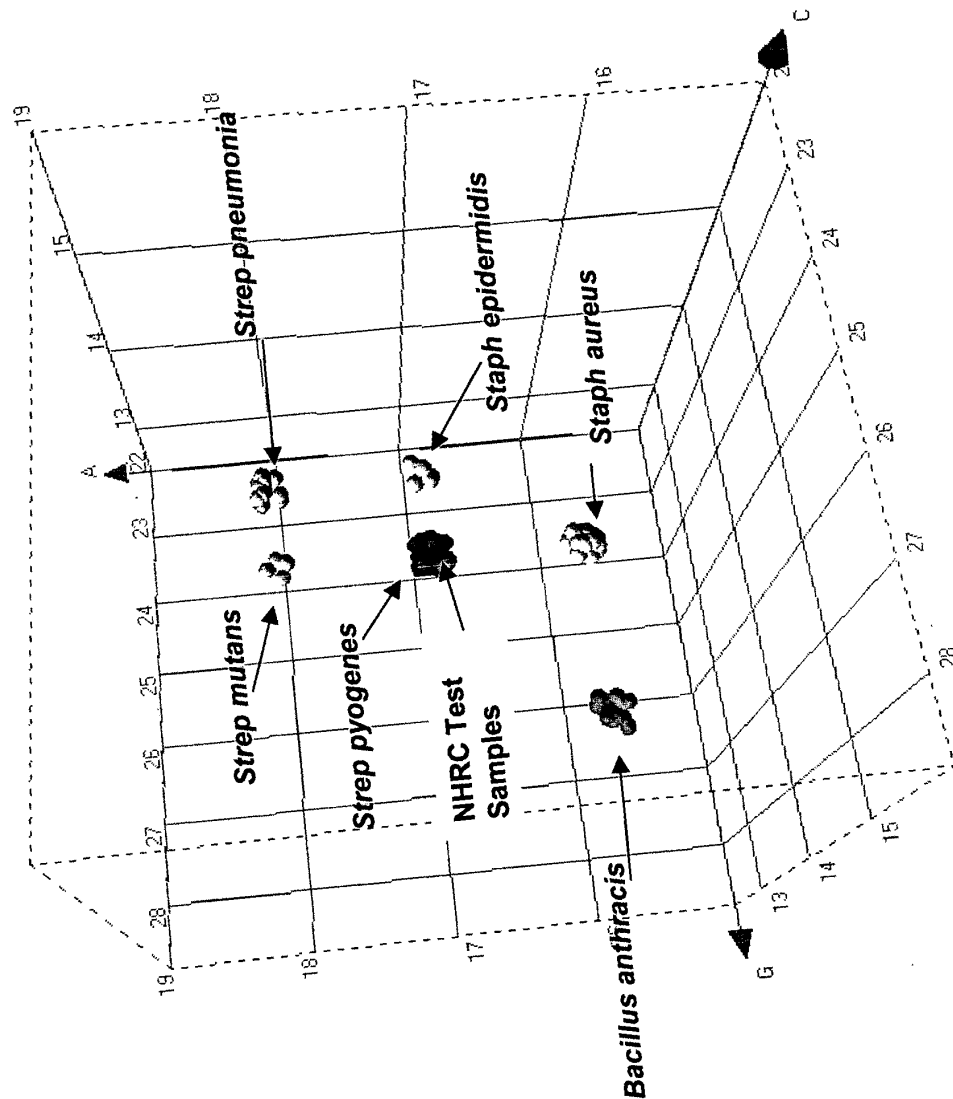 A
C
G
19
18
17
16
19
18
17
22
23
24
25
26
27
28
13
14
15
23
24
25
26
27
28
13
14
15
Strep-pneumonia
Strep mutans
Staph epidermidis
Strep pyogenes
NHRC Test
Samples
Staph aureus
Bacillus anthracis